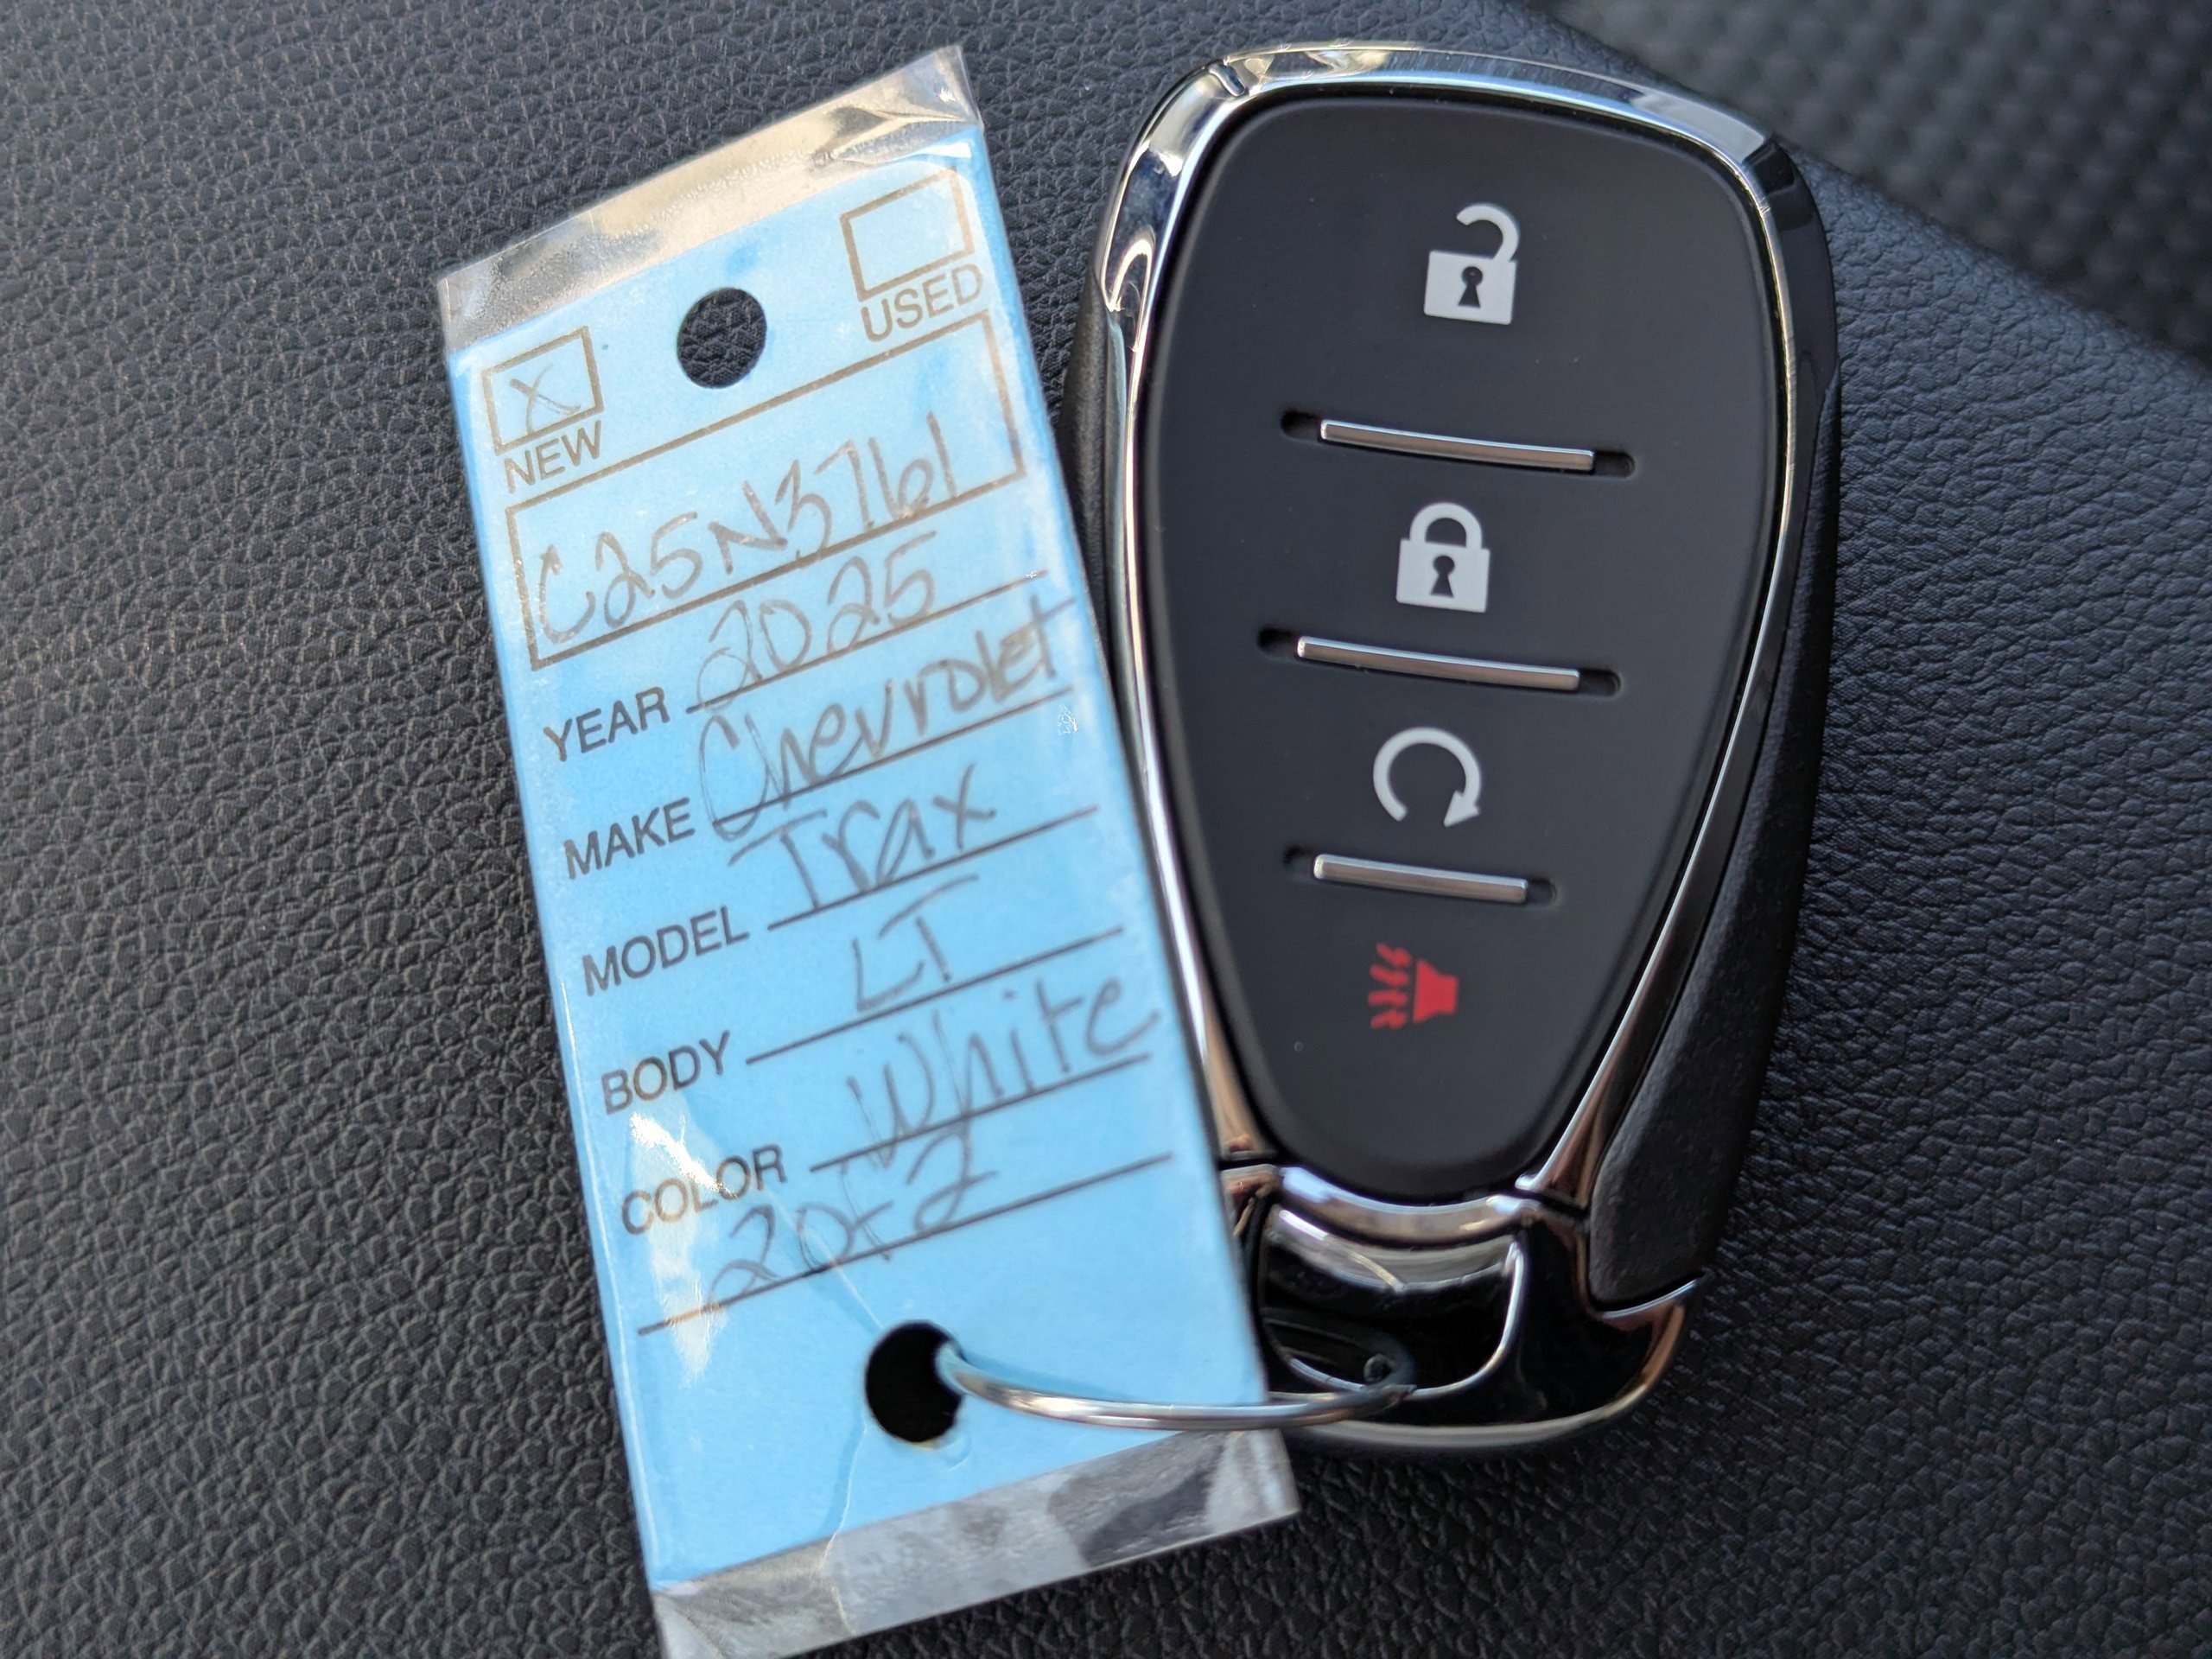 USED
X
NEW
C25N3761
YEAR 2025
MAKE Chevrolet
MODEL Trax
BODY LT
COLOR White
2 of 2